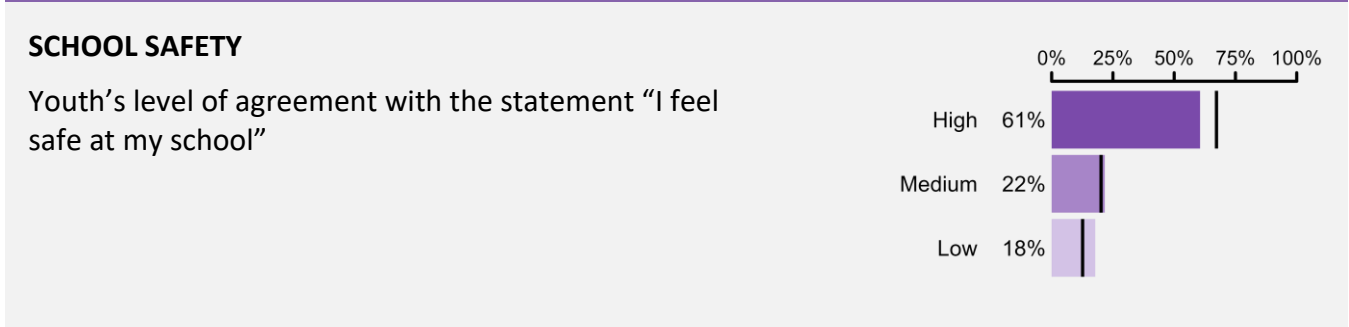 SCHOOL SAFETY
Youth’s level of agreement with the statement “I feel
safe at my school”
0% 25% 50% 75% 100%
High 61%
Medium 22%
Low 18%